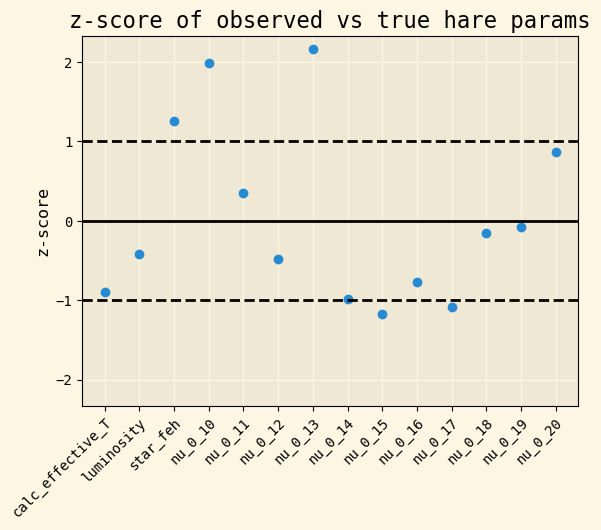 z-score of observed vs true hare params
z-score
2
1
0
−1
−2
calc_effective_T
luminosity
star_feh
nu_0_10
nu_0_11
nu_0_12
nu_0_13
nu_0_14
nu_0_15
nu_0_16
nu_0_17
nu_0_18
nu_0_19
nu_0_20